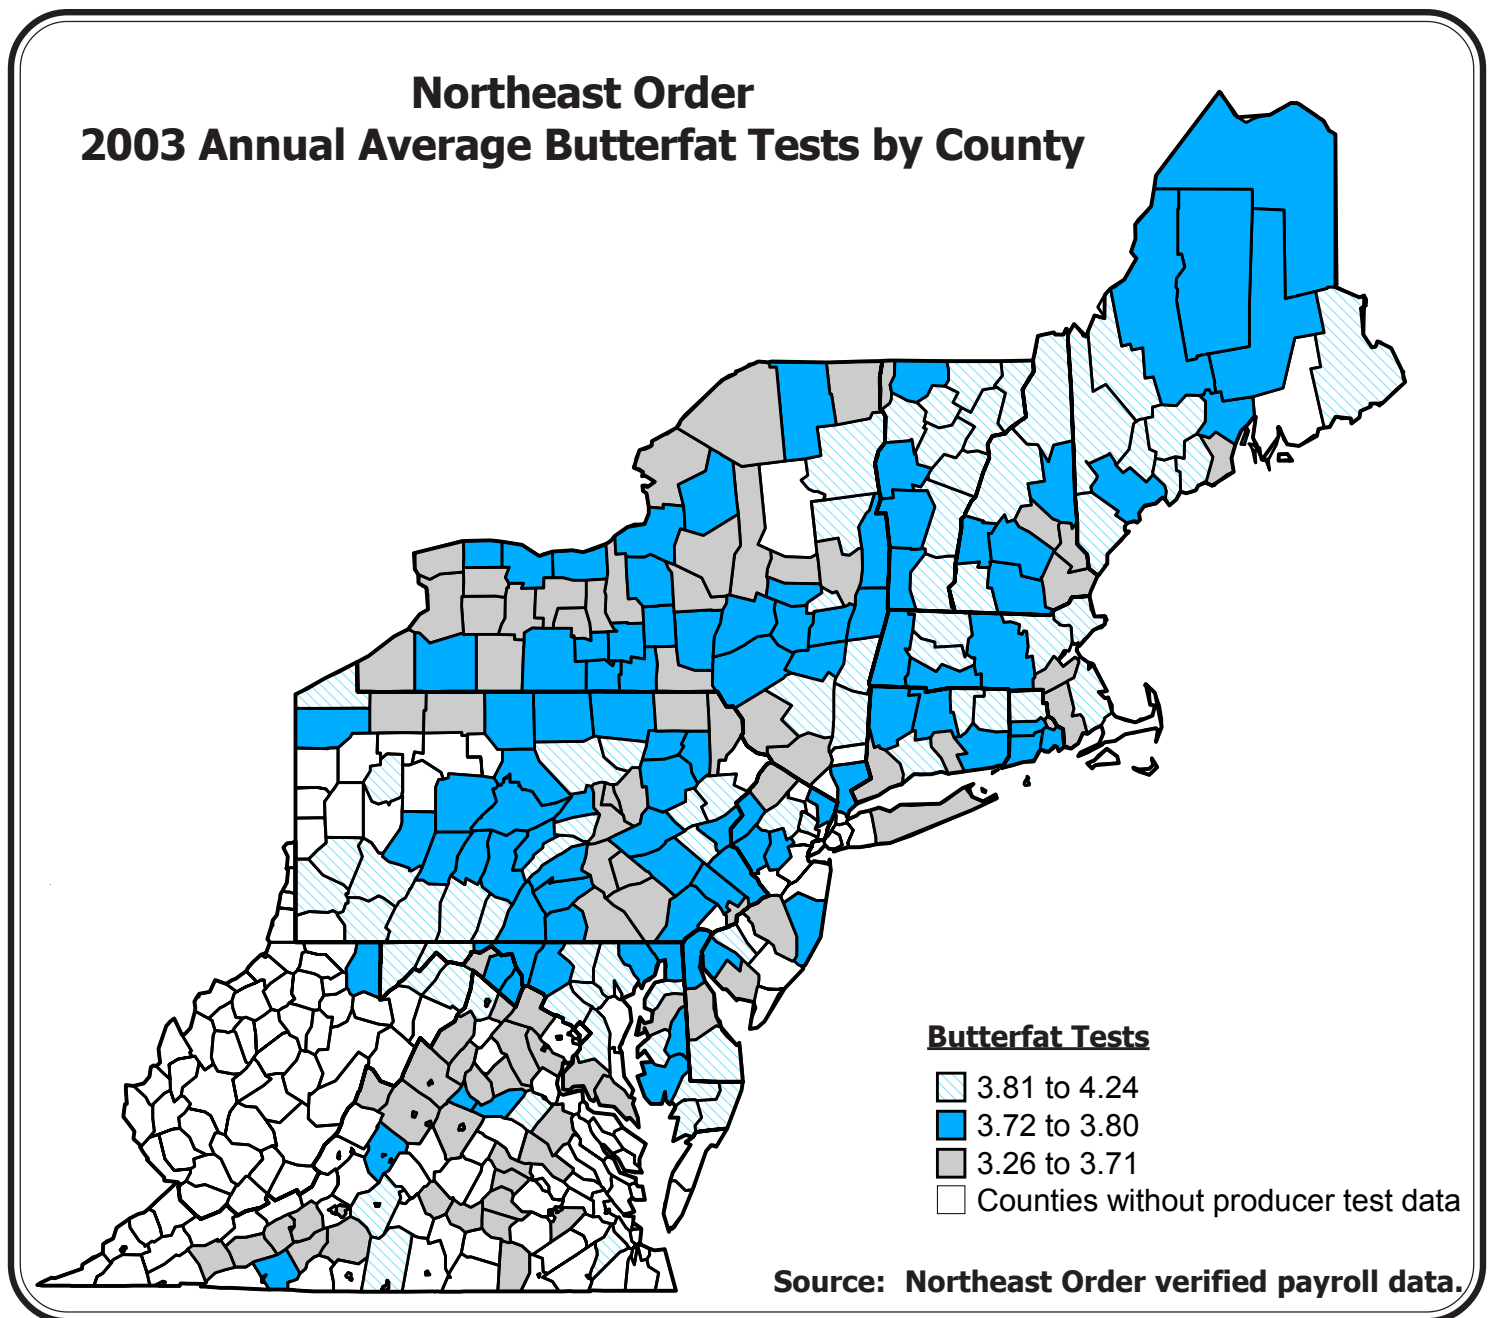 Northeast Order
2003 Annual Average Butterfat Tests by County
Butterfat Tests
3.81 to 4.24
3.72 to 3.80
3.26 to 3.71
Counties without producer test data
Source: Northeast Order verified payroll data.